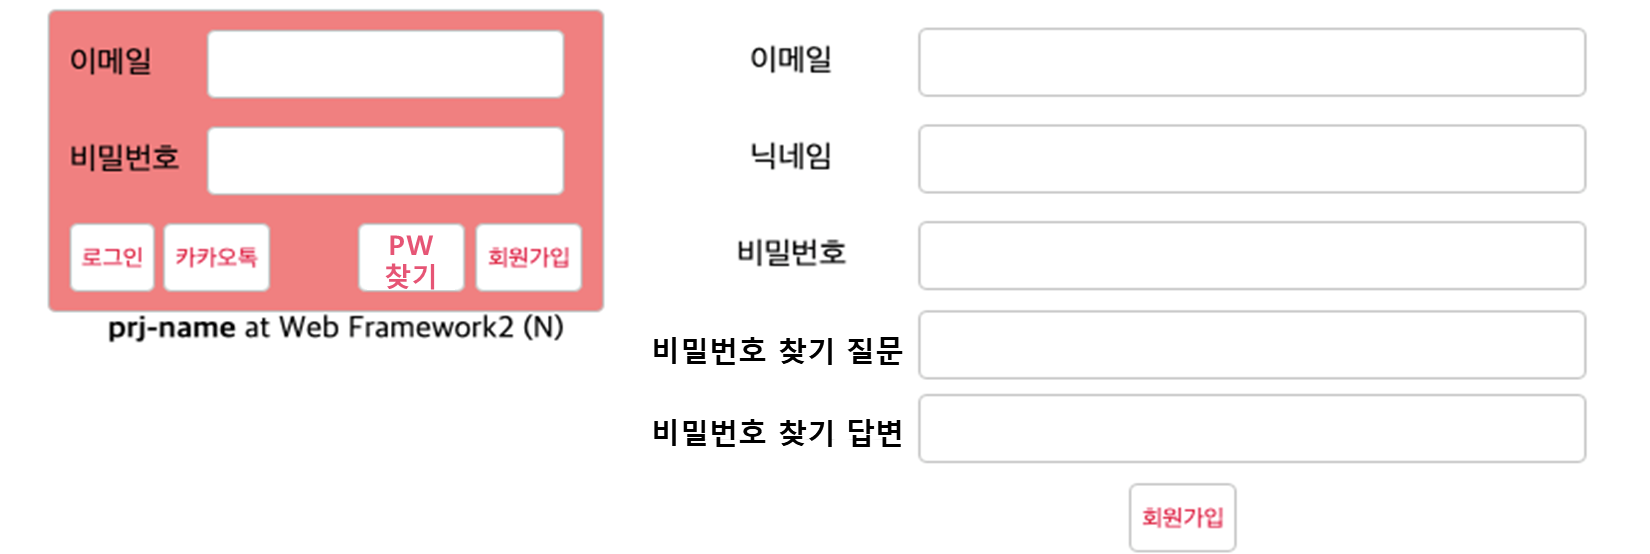 이메일
비밀번호
로그인 카카오톡 PW 찾기 회원가입
prj-name at Web Framework2 (N)
이메일
닉네임
비밀번호
비밀번호 찾기 질문
비밀번호 찾기 답변
회원가입